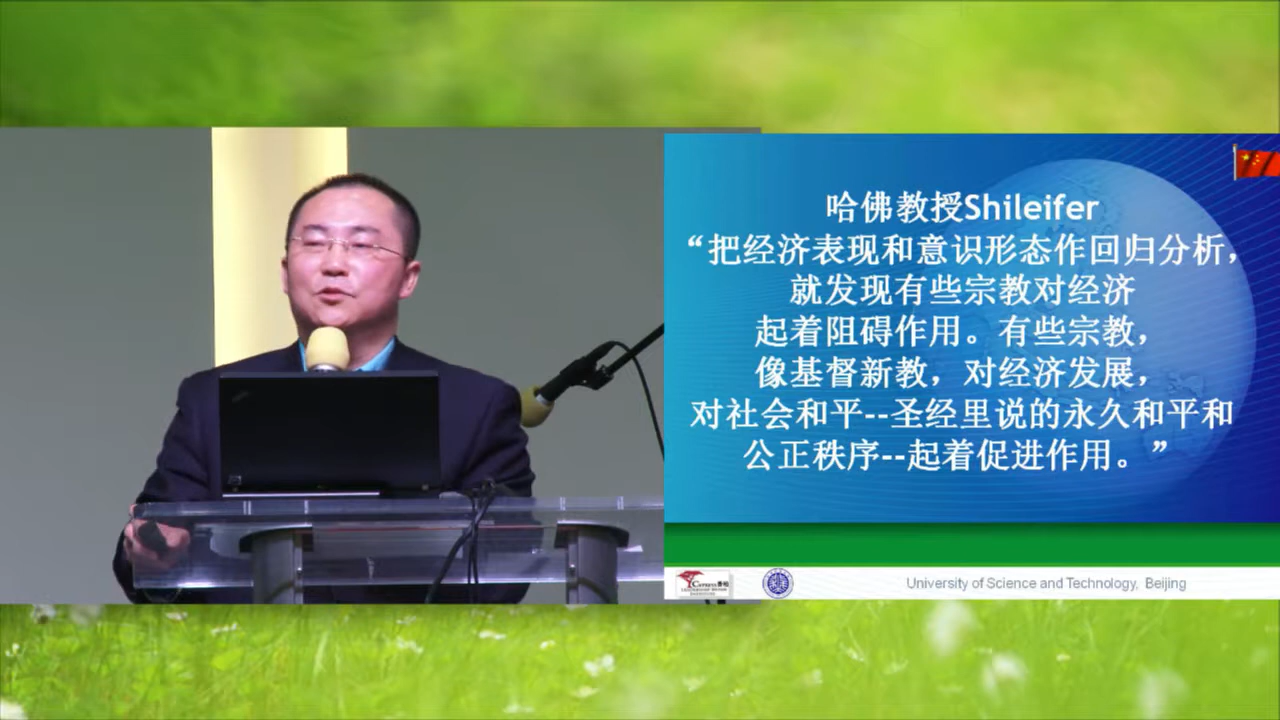 哈佛教授Shileifer
“把经济表现和意识形态作回归分析，
就发现有些宗教对经济
起着阻碍作用。有些宗教，
像基督新教，对经济发展，
对社会和平--圣经里说的永久和平和
公正秩序--起着促进作用。”
University of Science and Technology, Beijing